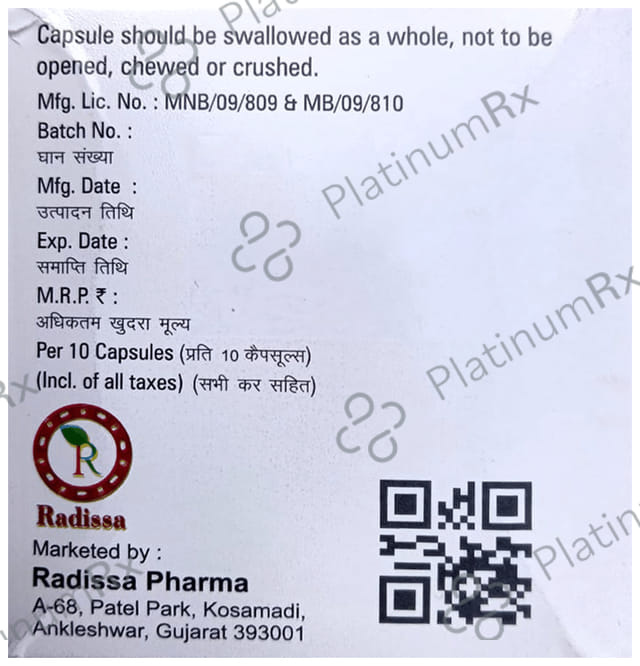 Capsule should be swallowed as a whole, not to be
opened, chewed or crushed.
Mfg. Lic. No. : MNB/09/809 & MB/09/810
Batch No. :
घान संख्या
Mfg. Date :
उत्पादन तिथि
Exp. Date :
समाप्ति तिथि
M.R.P. ₹ :
अधिकतम खुदरा मूल्य
Per 10 Capsules (प्रति 10 कैपसूल्स)
(Incl. of all taxes) (सभी कर सहित)
R
Radissa
Marketed by :
Radissa Pharma
A-68, Patel Park, Kosamadi,
Ankleshwar, Gujarat 393001
PlatinumRx
PlatinumRx
PlatinumRx